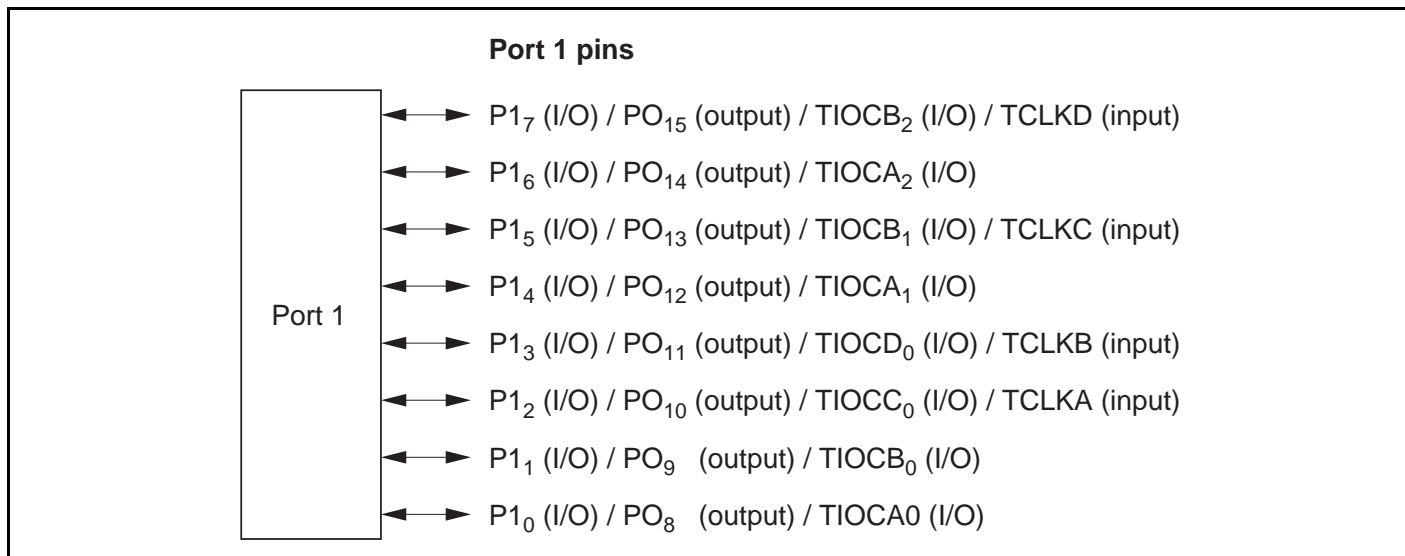 Port 1 pins
P1₇ (I/O) / PO₁₅ (output) / TIOCB₂ (I/O) / TCLKD (input)
P1₆ (I/O) / PO₁₄ (output) / TIOCA₂ (I/O)
P1₅ (I/O) / PO₁₃ (output) / TIOCB₁ (I/O) / TCLKC (input)
P1₄ (I/O) / PO₁₂ (output) / TIOCA₁ (I/O)
Port 1
P1₃ (I/O) / PO₁₁ (output) / TIOCD₀ (I/O) / TCLKB (input)
P1₂ (I/O) / PO₁₀ (output) / TIOCC₀ (I/O) / TCLKA (input)
P1₁ (I/O) / PO₉ (output) / TIOCB₀ (I/O)
P1₀ (I/O) / PO₈ (output) / TIOCA0 (I/O)